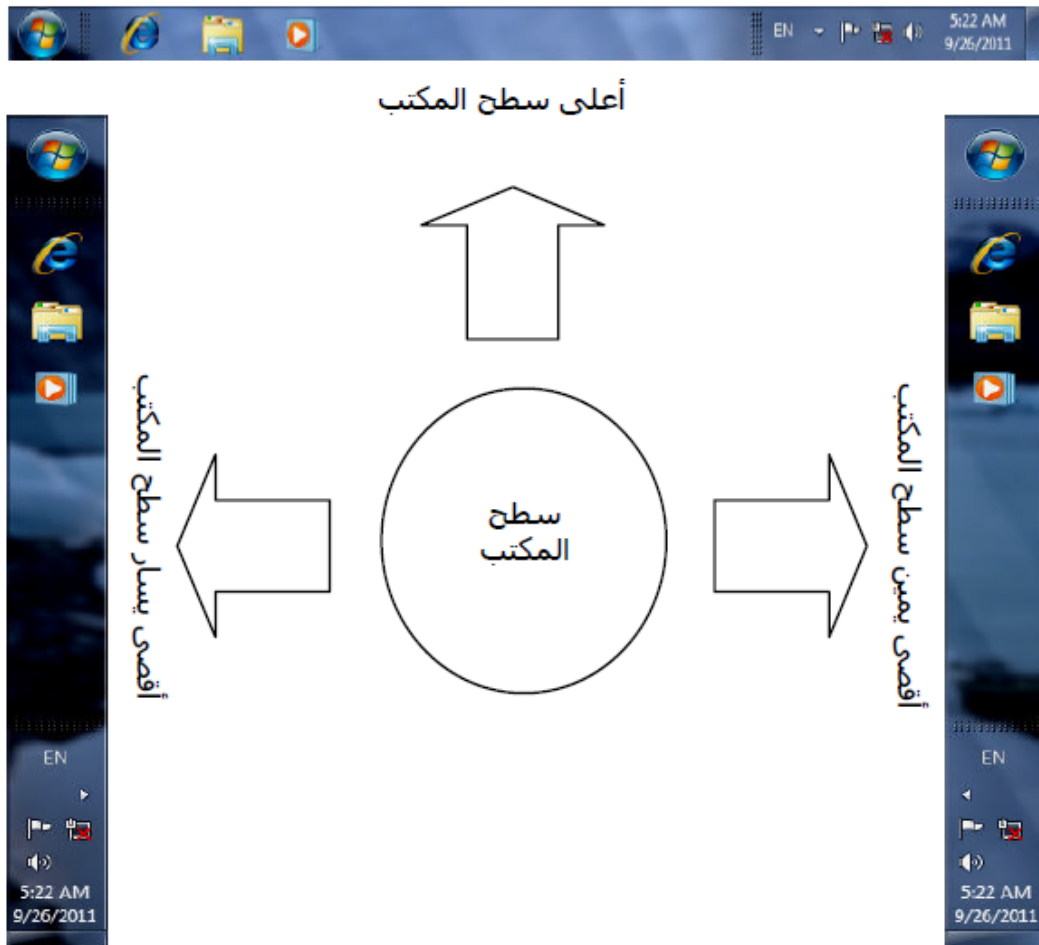 EN
5:22 AM
9/26/2011
أعلى سطح المكتب
أقصى يسار سطح المكتب
سطح
المكتب
أقصى يمين سطح المكتب
EN
5:22 AM
9/26/2011
EN
5:22 AM
9/26/2011